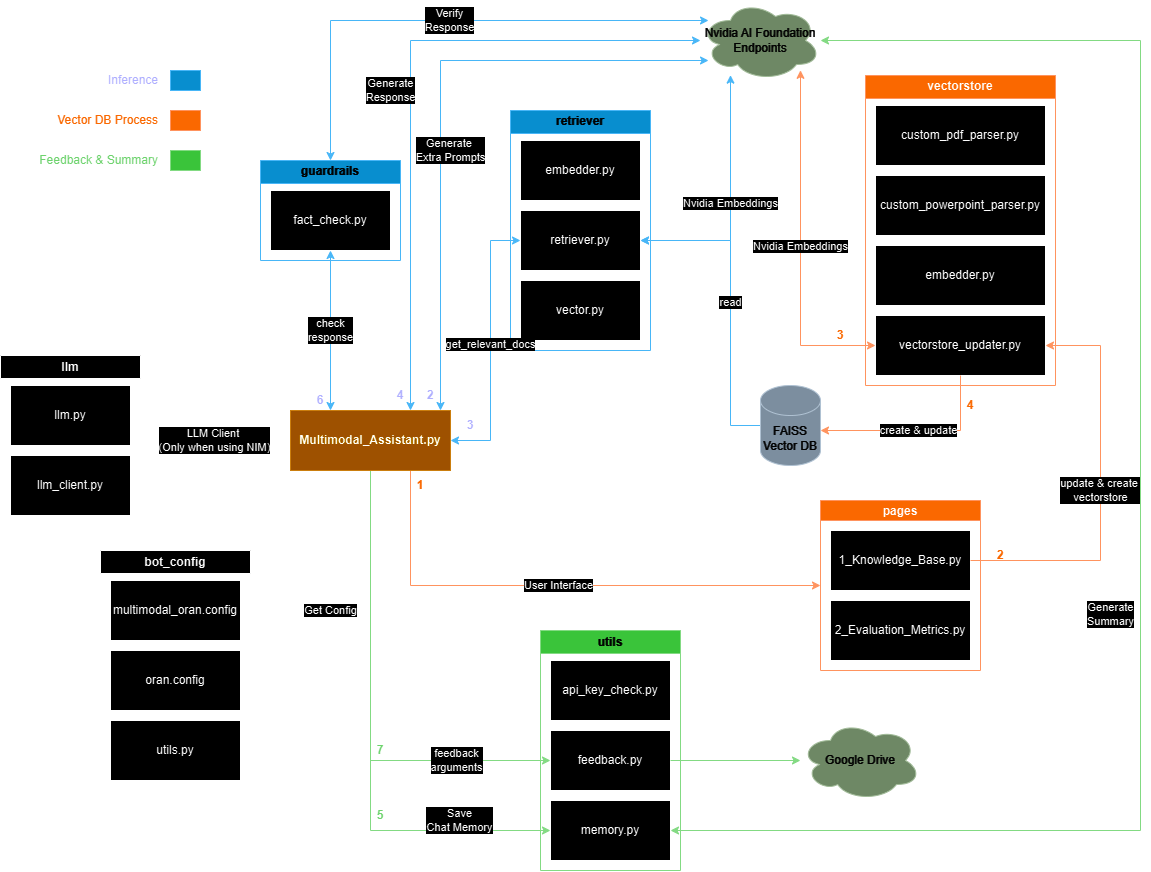 Verify
Response
Nvidia AI Foundation
Endpoints
Inference
Vector DB Process
Feedback & Summary
Generate
Response
Generate
Extra Prompts
vectorstore
custom_pdf_parser.py
custom_powerpoint_parser.py
embedder.py
vectorstore_updater.py
retriever
embedder.py
retriever.py
vector.py
guardrails
fact_check.py
Nvidia Embeddings
Nvidia Embeddings
read
check
response
get_relevant_docs
3
4
6
4
2
3
llm
llm.py
llm_client.py
LLM Client
(Only when using NIM)
Multimodal_Assistant.py
1
FAISS
Vector DB
create & update
update & create
vectorstore
pages
1_Knowledge_Base.py
2_Evaluation_Metrics.py
2
User Interface
bot_config
multimodal_oran.config
oran.config
utils.py
Get Config
Generate
Summary
utils
api_key_check.py
feedback.py
memory.py
7
feedback
arguments
5
Save
Chat Memory
Google Drive